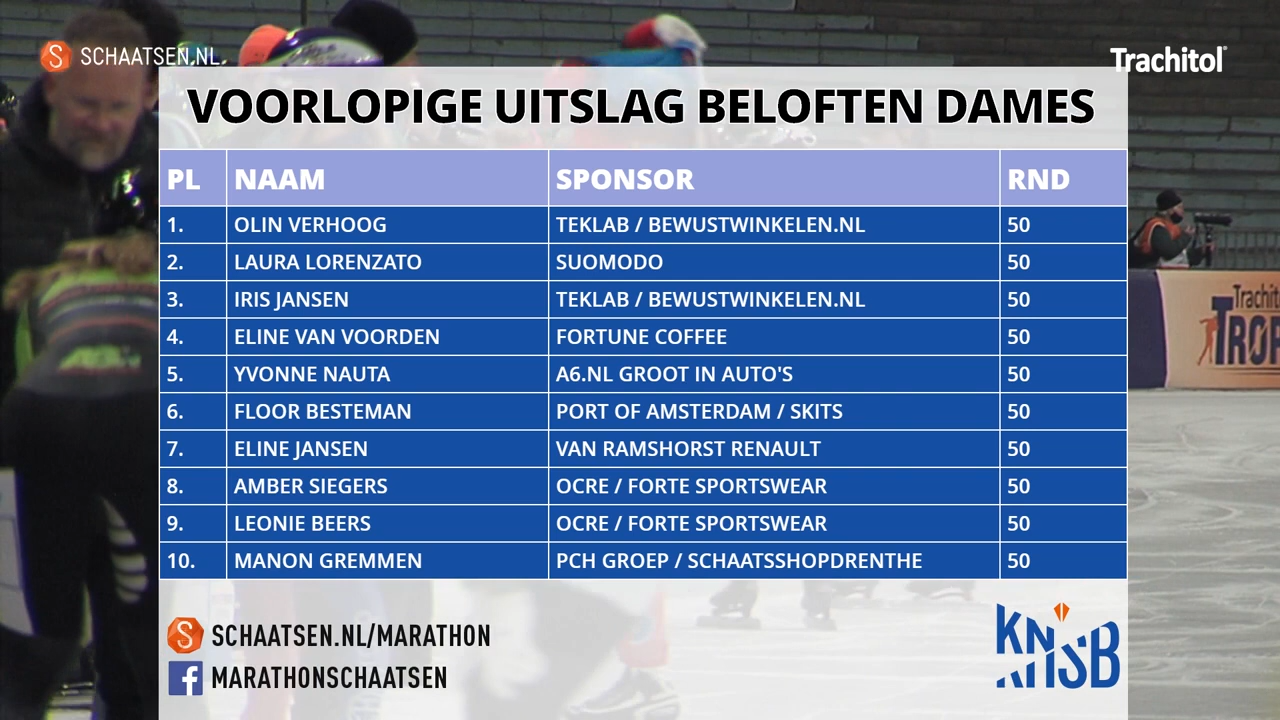 SCHAATSEN.NL
Trachitol
VOORLOPIGE UITSLAG BELOFTEN DAMES
PL NAAM SPONSOR RND
1. OLIN VERHOOG TEKLAB / BEWUSTWINKELEN.NL 50
2. LAURA LORENZATO SUOMODO 50
3. IRIS JANSEN TEKLAB / BEWUSTWINKELEN.NL 50
4. ELINE VAN VOORDEN FORTUNE COFFEE 50
5. YVONNE NAUTA A6.NL GROOT IN AUTO'S 50
6. FLOOR BESTEMAN PORT OF AMSTERDAM / SKITS 50
7. ELINE JANSEN VAN RAMSHORST RENAULT 50
8. AMBER SIEGERS OCRE / FORTE SPORTSWEAR 50
9. LEONIE BEERS OCRE / FORTE SPORTSWEAR 50
10. MANON GREMMEN PCH GROEP / SCHAATSSHOPDRENTHE 50
SCHAATSEN.NL/MARATHON
MARATHONSCHAATSEN
KNSB